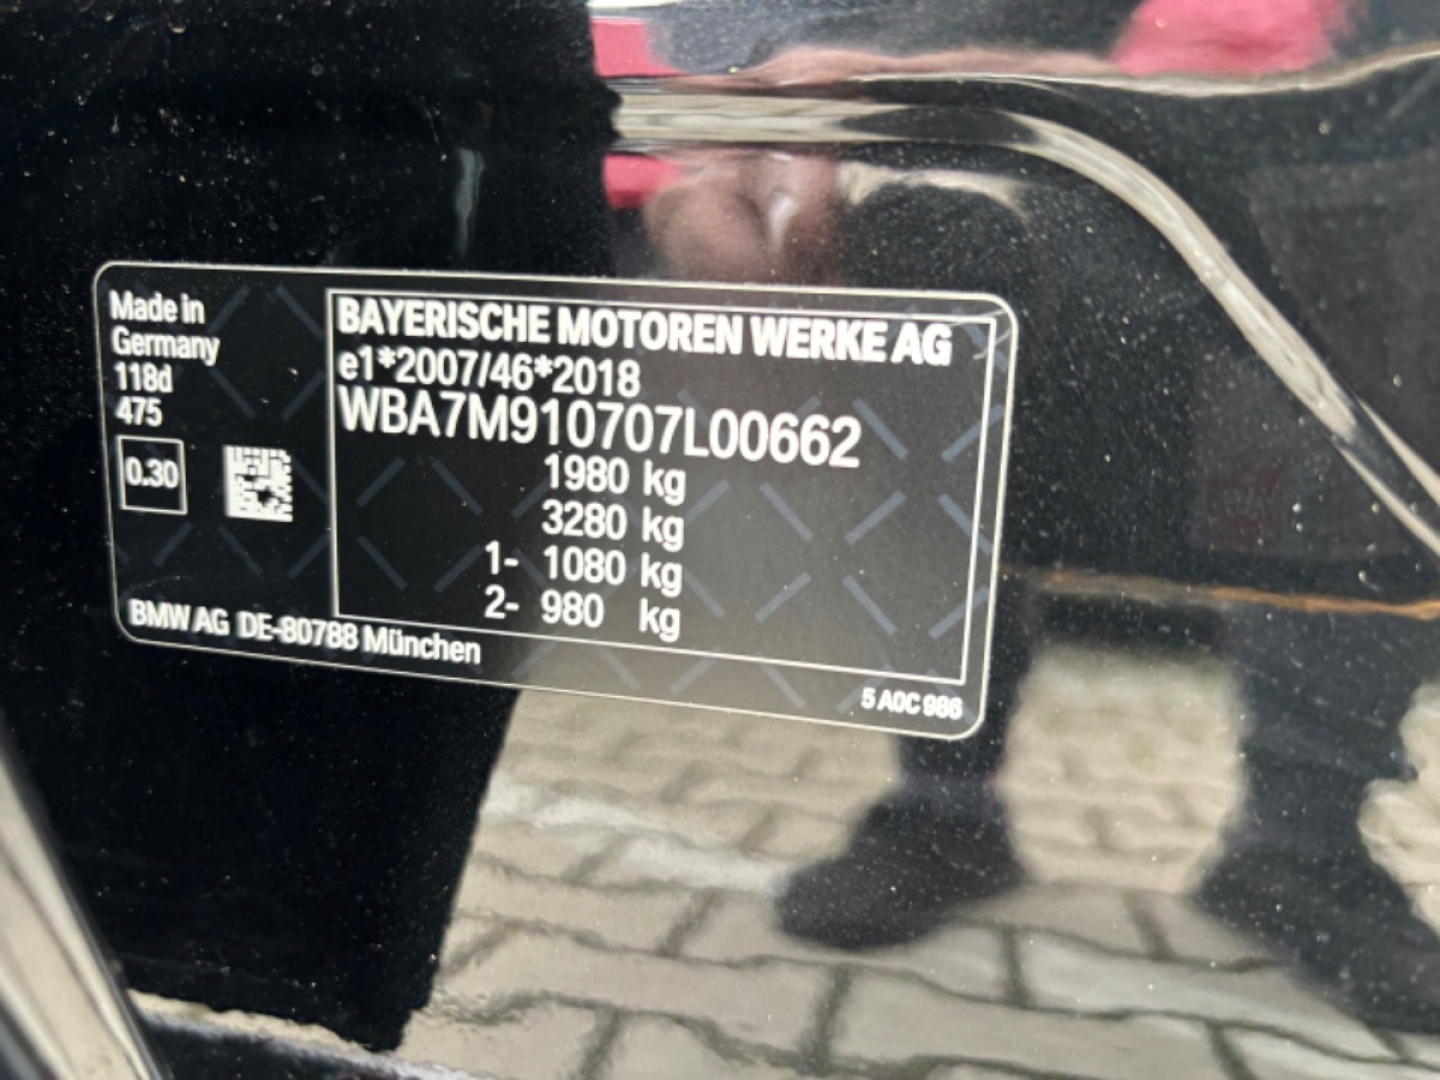 Made in
Germany
118d
475
0.30
BAYERISCHE MOTOREN WERKE AG
e1*2007/46*2018
WBA7M910707L00662
1980 kg
3280 kg
1- 1080 kg
2- 980 kg
BMW AG DE-80788 München
5 A0C 986